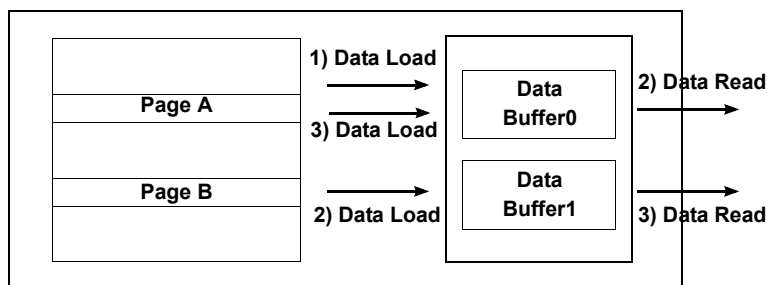 1) Data Load
Page A
3) Data Load
Data
Buffer0
2) Data Read
Page B
2) Data Load
Data
Buffer1
3) Data Read